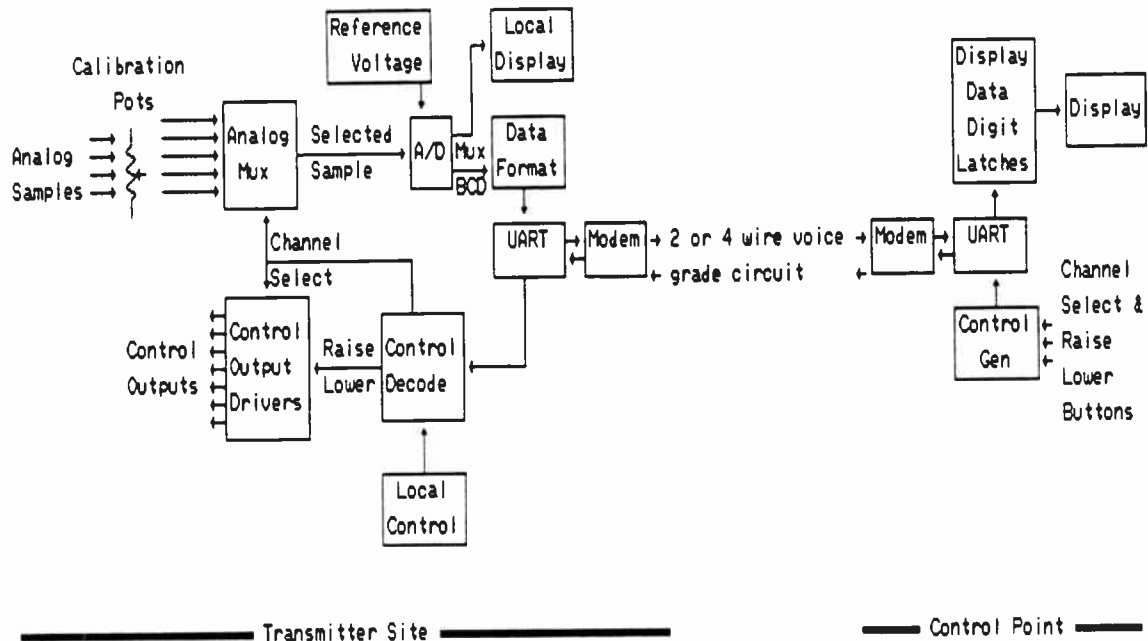 Reference
Voltage
Local
Display
Calibration
Pots
Analog
Samples
Analog
Mux
Selected
Sample
A/D
Mux
BCD
Data
Format
Display
Data
Digit
Latches
Display
UART
Modem
2 or 4 wire voice
grade circuit
Modem
UART
Channel
Select
Control
Outputs
Control
Output
Drivers
Raise
Lower
Control
Decode
Local
Control
Control
Gen
Channel
Select &
Raise
Lower
Buttons
Transmitter Site
Control Point